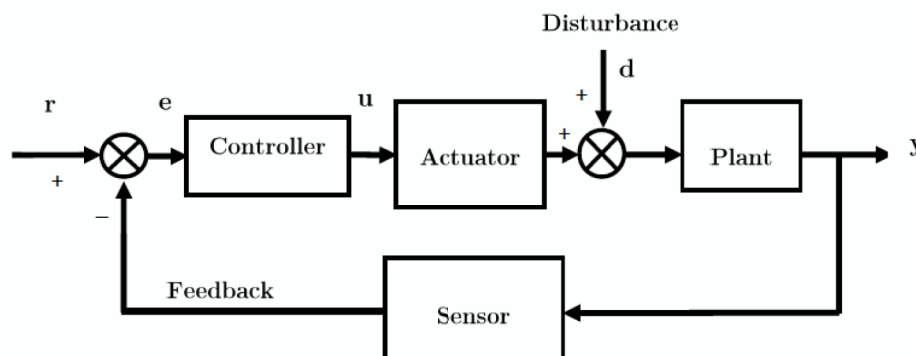 Disturbance
d
r
e
u
+
Controller
Actuator
+
Plant
y
+
−
Feedback
Sensor